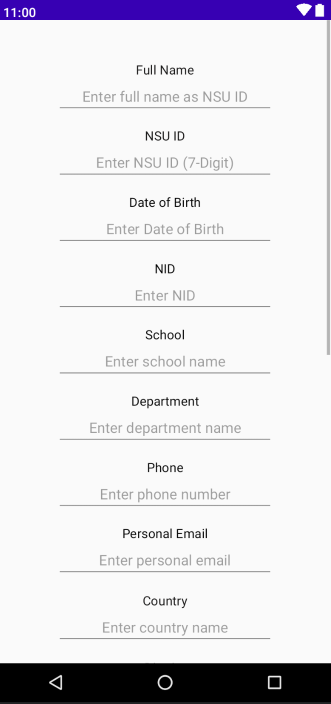 11:00
Full Name
Enter full name as NSU ID
NSU ID
Enter NSU ID (7-Digit)
Date of Birth
Enter Date of Birth
NID
Enter NID
School
Enter school name
Department
Enter department name
Phone
Enter phone number
Personal Email
Enter personal email
Country
Enter country name